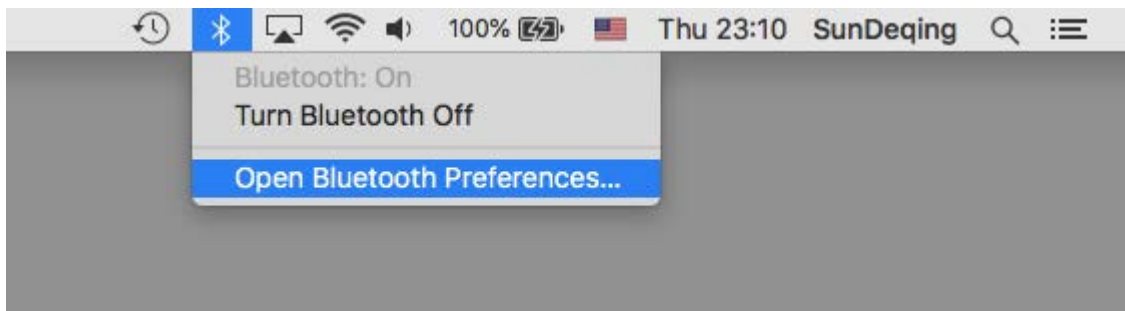 100% Thu 23:10 SunDeqing
Bluetooth: On
Turn Bluetooth Off
Open Bluetooth Preferences...